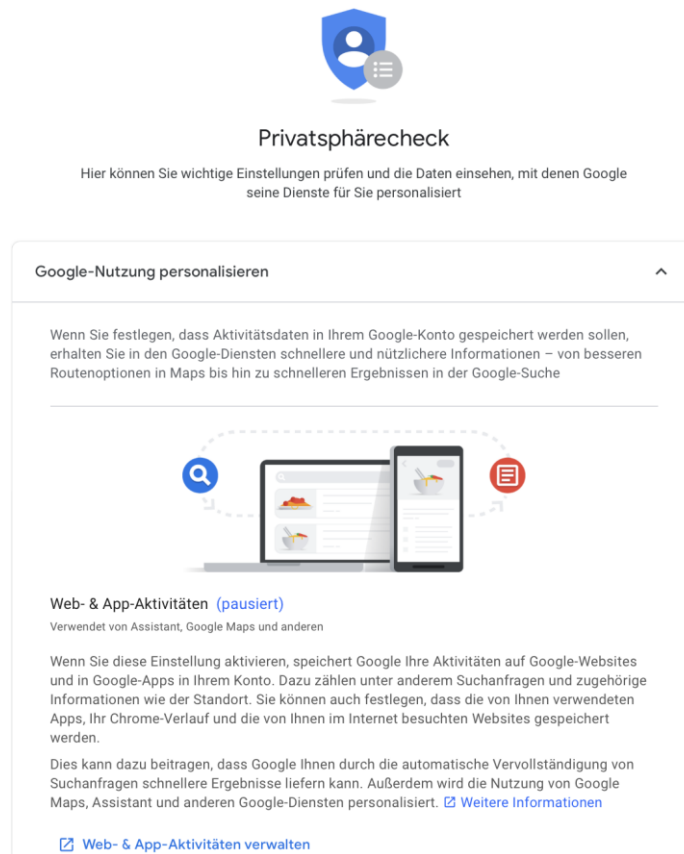 Privatsphärecheck
Hier können Sie wichtige Einstellungen prüfen und die Daten einsehen, mit denen Google
seine Dienste für Sie personalisiert
Google-Nutzung personalisieren
Wenn Sie festlegen, dass Aktivitätsdaten in Ihrem Google-Konto gespeichert werden sollen,
erhalten Sie in den Google-Diensten schnellere und nützlichere Informationen – von besseren
Routenoptionen in Maps bis hin zu schnelleren Ergebnissen in der Google-Suche
Web- & App-Aktivitäten (pausiert)
Verwendet von Assistant, Google Maps und anderen
Wenn Sie diese Einstellung aktivieren, speichert Google Ihre Aktivitäten auf Google-Websites
und in Google-Apps in Ihrem Konto. Dazu zählen unter anderem Suchanfragen und zugehörige
Informationen wie der Standort. Sie können auch festlegen, dass die von Ihnen verwendeten
Apps, Ihr Chrome-Verlauf und die von Ihnen im Internet besuchten Websites gespeichert
werden.
Dies kann dazu beitragen, dass Google Ihnen durch die automatische Vervollständigung von
Suchanfragen schnellere Ergebnisse liefern kann. Außerdem wird die Nutzung von Google
Maps, Assistant und anderen Google-Diensten personalisiert. Weitere Informationen
Web- & App-Aktivitäten verwalten